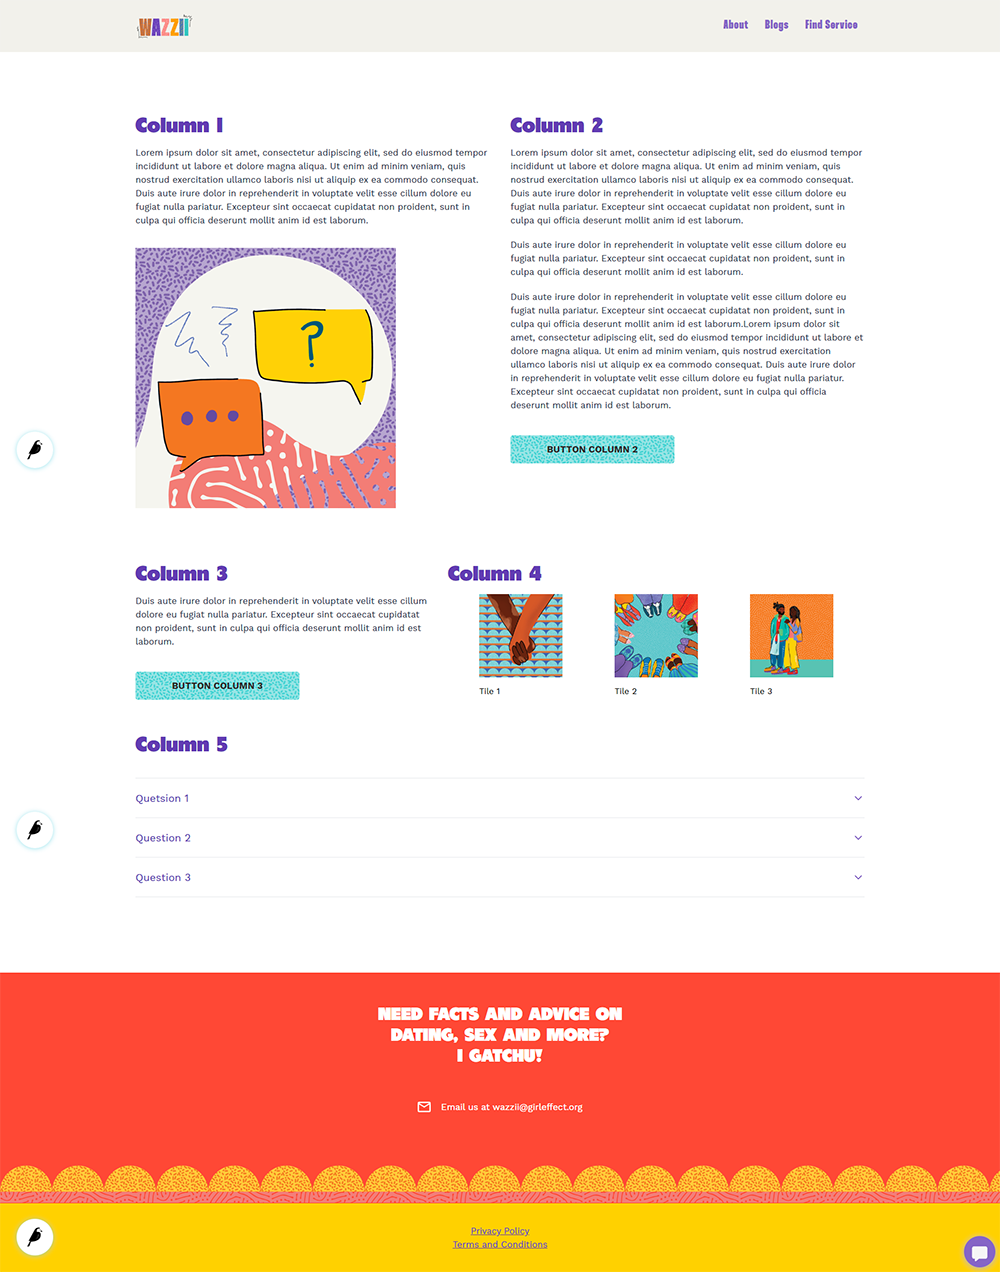 WAZZII
About Blogs Find Service
Column 1
Lorem ipsum dolor sit amet, consectetur adipiscing elit, sed do eiusmod tempor
incididunt ut labore et dolore magna aliqua. Ut enim ad minim veniam, quis
nostrud exercitation ullamco laboris nisi ut aliquip ex ea commodo consequat.
Duis aute irure dolor in reprehenderit in voluptate velit esse cillum dolore eu
fugiat nulla pariatur. Excepteur sint occaecat cupidatat non proident, sunt in
culpa qui officia deserunt mollit anim id est laborum.
?
Column 2
Lorem ipsum dolor sit amet, consectetur adipiscing elit, sed do eiusmod tempor
incididunt ut labore et dolore magna aliqua. Ut enim ad minim veniam, quis
nostrud exercitation ullamco laboris nisi ut aliquip ex ea commodo consequat.
Duis aute irure dolor in reprehenderit in voluptate velit esse cillum dolore eu
fugiat nulla pariatur. Excepteur sint occaecat cupidatat non proident, sunt in
culpa qui officia deserunt mollit anim id est laborum.
Duis aute irure dolor in reprehenderit in voluptate velit esse cillum dolore eu
fugiat nulla pariatur. Excepteur sint occaecat cupidatat non proident, sunt in
culpa qui officia deserunt mollit anim id est laborum.
Duis aute irure dolor in reprehenderit in voluptate velit esse cillum dolore eu
fugiat nulla pariatur. Excepteur sint occaecat cupidatat non proident, sunt in
culpa qui officia deserunt mollit anim id est laborum.Lorem ipsum dolor sit
amet, consectetur adipiscing elit, sed do eiusmod tempor incididunt ut labore et
dolore magna aliqua. Ut enim ad minim veniam, quis nostrud exercitation
ullamco laboris nisi ut aliquip ex ea commodo consequat. Duis aute irure dolor
in reprehenderit in voluptate velit esse cillum dolore eu fugiat nulla pariatur.
Excepteur sint occaecat cupidatat non proident, sunt in culpa qui officia
deserunt mollit anim id est laborum.
BUTTON COLUMN 2
Column 3
Duis aute irure dolor in reprehenderit in voluptate velit esse cillum
dolore eu fugiat nulla pariatur. Excepteur sint occaecat cupidatat
non proident, sunt in culpa qui officia deserunt mollit anim id est
laborum.
BUTTON COLUMN 3
Column 4
Tile 1
Tile 2
Tile 3
Column 5
Quetsion 1
Question 2
Question 3
NEED FACTS AND ADVICE ON
DATING, SEX AND MORE?
I GATCHU!
Email us at wazzii@girleffect.org
Privacy Policy
Terms and Conditions